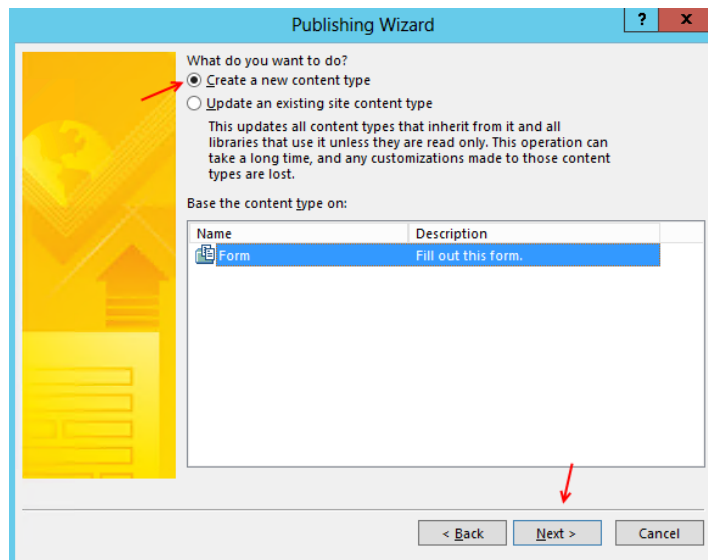 Publishing Wizard
? x
What do you want to do?
Create a new content type
Update an existing site content type
This updates all content types that inherit from it and all
libraries that use it unless they are read only. This operation can
take a long time, and any customizations made to those content
types are lost.
Base the content type on:
Name Description
Form Fill out this form.
< Back Next > Cancel